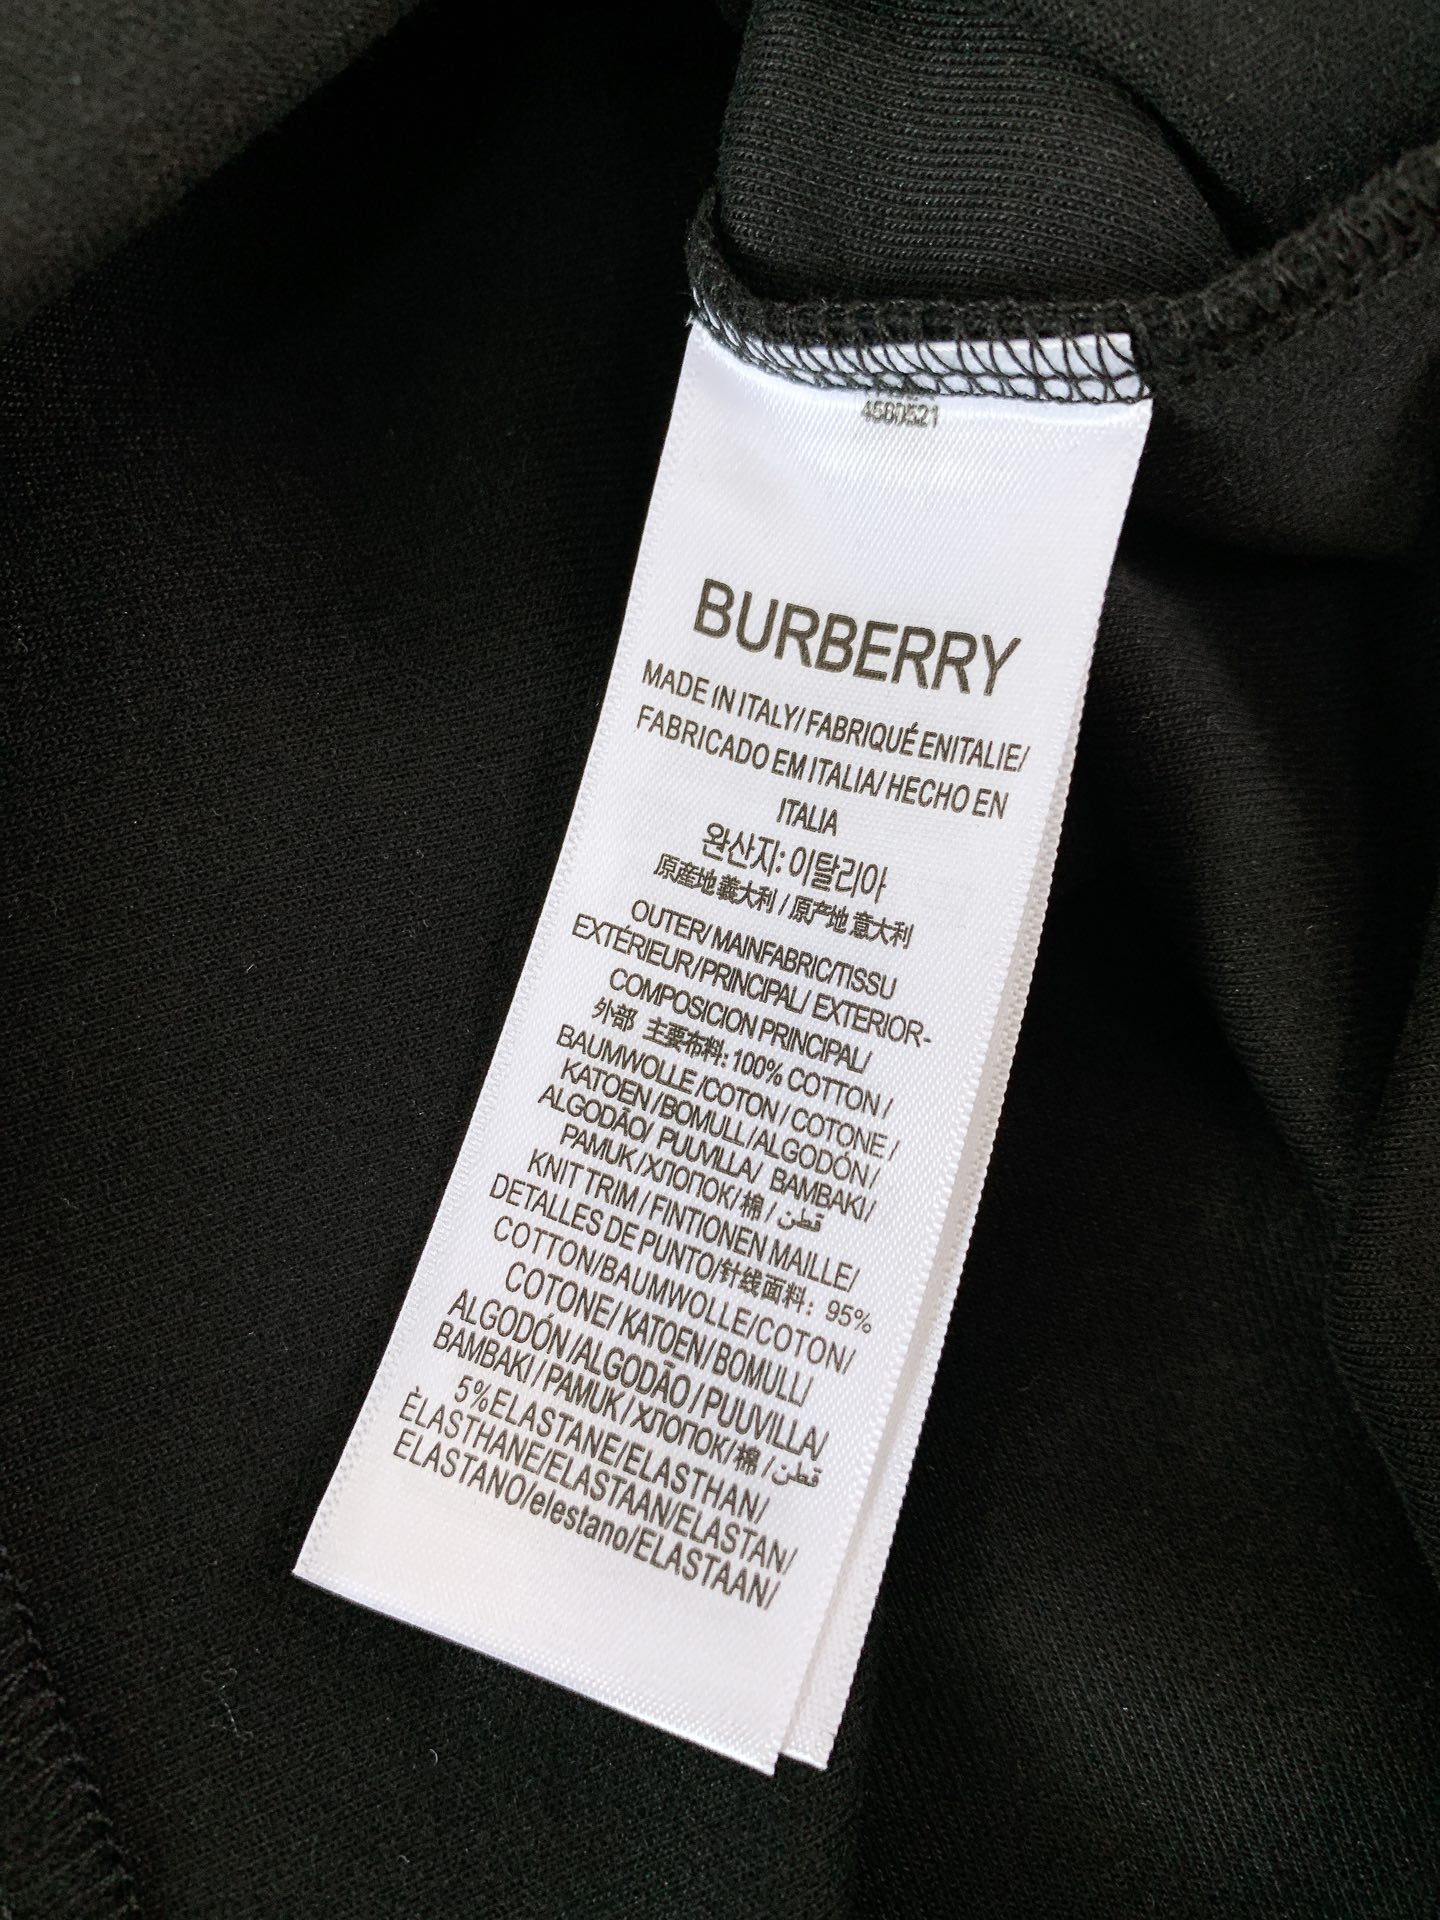 4580521
BURBERRY
MADE IN ITALY/ FABRIQUÉ ENITALIE/
FABRICADO EM ITALIA/ HECHO EN
ITALIA
완산지: 이탈리아
原産地 義大利 / 原产地 意大利
OUTER/ MAINFABRIC/TISSU
EXTÉRIEUR/PRINCIPAL/ EXTERIOR-
COMPOSICION PRINCIPAL/
外部 主要布料: 100% COTTON /
BAUMWOLLE /COTON / COTONE /
KATOEN /BOMULL/ALGODÓN /
ALGODÃO/ PUUVILLA/ BAMBAKI/
PAMUK /ХЛОПОК/ 棉 / قطن
KNIT TRIM / FINTIONEN MAILLE/
DETALLES DE PUNTO/针线面料: 95%
COTTON/BAUMWOLLE/COTON/
COTONE/ KATOEN/ BOMULL/
ALGODÓN /ALGODÃO / PUUVILLA/
BAMBAKI / PAMUK / ХЛОПОК/ 棉 / قطن
5%ELASTANE/ELASTHAN/
ÈLASTHANE/ELASTAAN/ELASTAN/
ELASTANO/elestano/ELASTAAN/